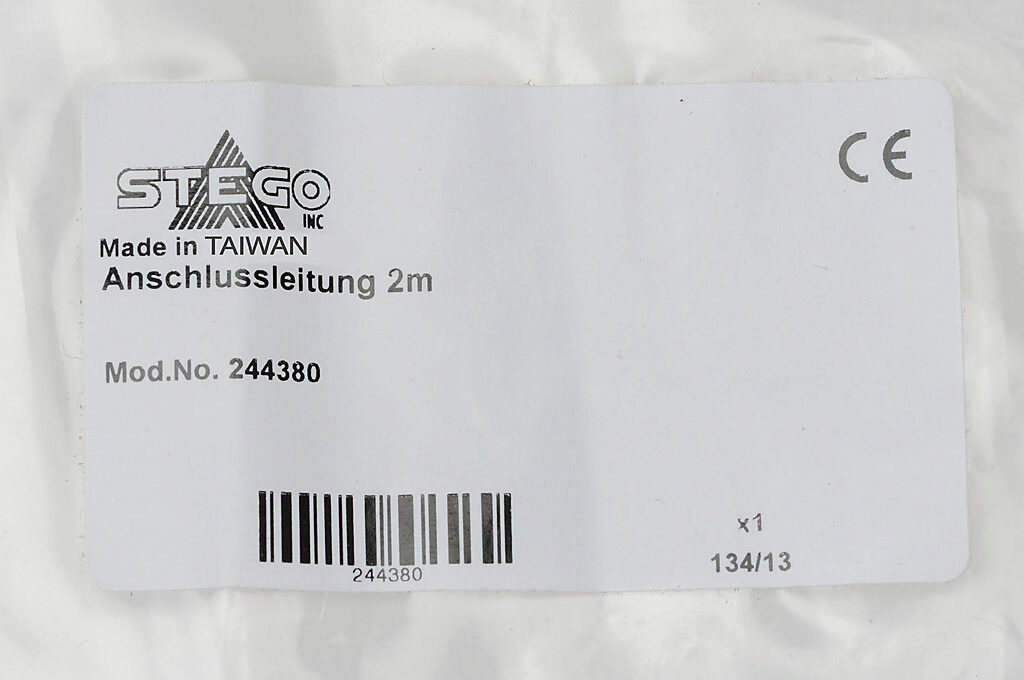 STEGO
INC
CE
Made in TAIWAN
Anschlussleitung 2m
Mod.No. 244380
244380
x1
134/13